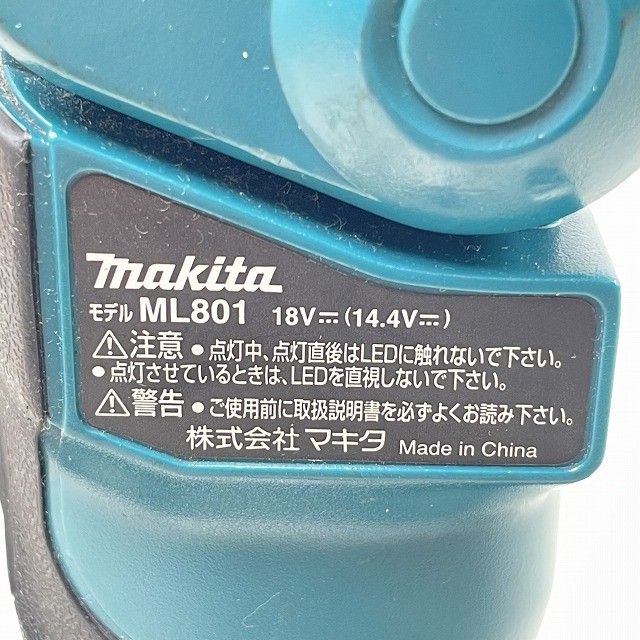 makita
モデル ML801 18V⎓(14.4V⎓)
⚠注意 ●点灯中、点灯直後はLEDに触れないで下さい。
●点灯させているときは、LEDを直視しないで下さい。
⚠警告 ●ご使用前に取扱説明書を必ずよくお読み下さい。
株式会社 マキタ Made in China